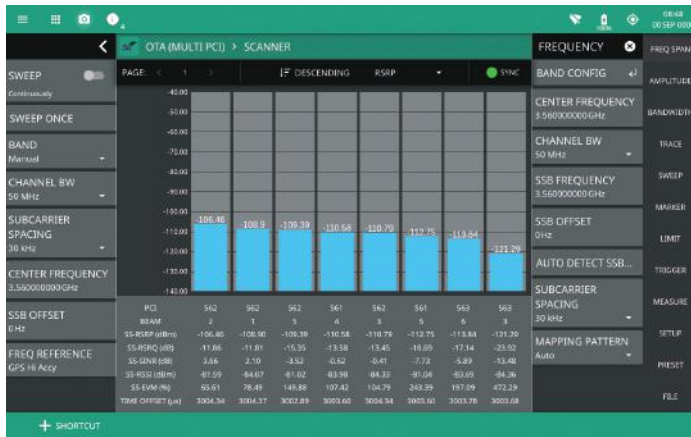 4
100%
08:48
00 SEP 000
OTA (MULTI PCI) > SCANNER
FREQUENCY
FREQ SPAN
SWEEP
Continuously
PAGE: < 1 >
DESCENDING RSRP
SYNC
BAND CONFIG
AMPLITUDE
SWEEP ONCE
CENTER FREQUENCY
3.560000000 GHz
BANDWIDTH
BAND
Manual
CHANNEL BW
50 MHz
TRACE
CHANNEL BW
50 MHz
SSB FREQUENCY
3.560000000 GHz
SWEEP
SUBCARRIER
SPACING
30 kHz
SSB OFFSET
0Hz
MARKER
LIMIT
CENTER FREQUENCY
3.560000000 GHz
AUTO DETECT SSB...
TRIGGER
SSB OFFSET
0 Hz
SUBCARRIER
SPACING
30 kHz
MEASURE
FREQ REFERENCE
GPS Hi Accy
MAPPING PATTERN
Auto
SETUP
PRESET
FILE
-40.00
-50.00
-60.00
-70.00
-80.00
-90.00
-100.00
-110.00
-120.00
-130.00
-140.00
-106.46 -108.9 -109.39 -110.58 -110.79 -112.75 -113.84 -121.29
PCI 562 562 562 561 562 561 563 563
BEAM 2 1 5 4 3 5 6 3
SS-RSRP (dBm) -106.46 -108.90 -109.39 -110.58 -110.79 -112.75 -113.84 -121.29
SS-RSRQ (dB) -11.86 -11.81 -15.35 -13.58 -13.45 -18.89 -17.14 -23.92
SS-SINR (dB) 3.66 2.10 -3.52 -0.62 -0.41 -7.73 -5.89 -13.48
SS-RSSI (dBm) -81.59 -84.07 -81.02 -83.98 -84.33 -81.04 -83.69 -84.36
SS-EVM (%) 65.61 78.49 149.88 107.42 104.79 243.39 197.09 472.29
TIME OFFSET (µs) 3004.34 3004.37 3002.89 3003.60 3004.34 3003.60 3003.78 3003.68
+ SHORTCUT